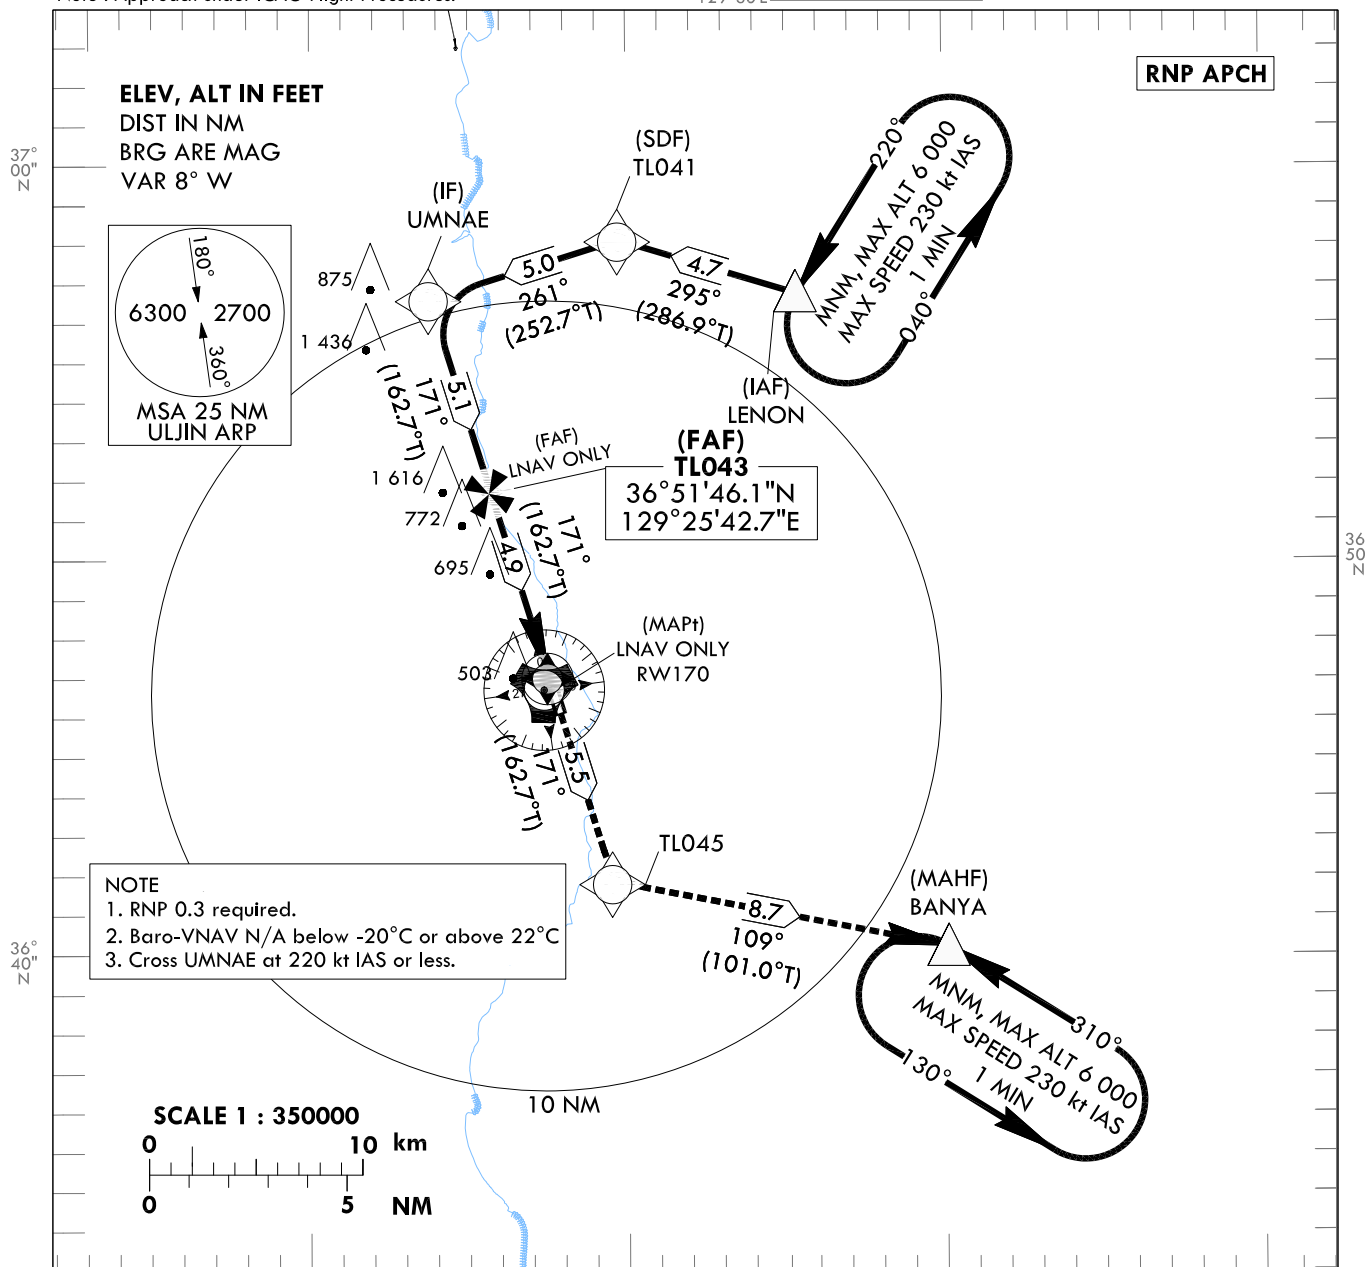 RNP APCH
ELEV, ALT IN FEET
DIST IN NM
BRG ARE MAG
VAR 8° W
37°
00"
N
(SDF)
TL041
(IF)
UMNAE
220°
MNM, MAX ALT 6 000
MAX SPEED 230 kt IAS
1 MIN
040°
180°
6300 2700
360°
MSA 25 NM
ULJIN ARP
875
1 436
5.0
261°
(252.7°T)
4.7
295°
(286.9°T)
(IAF)
LENON
5.1
171°
(162.7°T)
(FAF)
LNAV ONLY
(FAF)
TL043
36°51'46.1"N
129°25'42.7"E
1 616
772
695
4.9
171°
(162.7°T)
36
50
N
(MAPt)
LNAV ONLY
RW170
503
5.5
171°
(162.7°T)
TL045
8.7
109°
(101.0°T)
(MAHF)
BANYA
310°
MNM, MAX ALT 6 000
MAX SPEED 230 kt IAS
1 MIN
130°
NOTE
1. RNP 0.3 required.
2. Baro-VNAV N/A below -20°C or above 22°C
3. Cross UMNAE at 220 kt IAS or less.
36°
40"
N
10 NM
SCALE 1 : 350000
0 10 km
0 5 NM